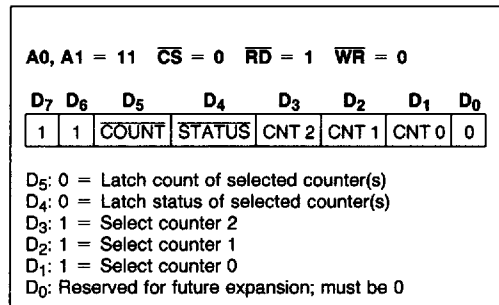 A0, A1 = 11 CS = 0 RD = 1 WR = 0
D7 D6 D5 D4 D3 D2 D1 D0
1 1 COUNT STATUS CNT 2 CNT 1 CNT 0 0
D5: 0 = Latch count of selected counter(s)
D4: 0 = Latch status of selected counter(s)
D3: 1 = Select counter 2
D2: 1 = Select counter 1
D1: 1 = Select counter 0
D0: Reserved for future expansion; must be 0